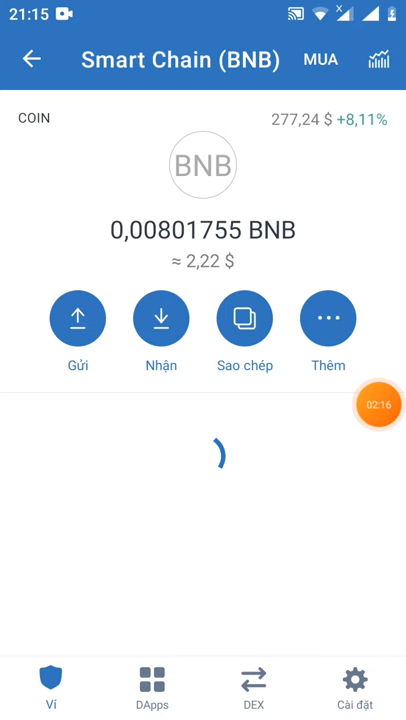 21:15
Smart Chain (BNB) MUA
COIN 277,24 $ +8,11%
BNB
0,00801755 BNB
≈ 2,22 $
Gửi Nhận Sao chép Thêm
02:16
Ví DApps DEX Cài đặt